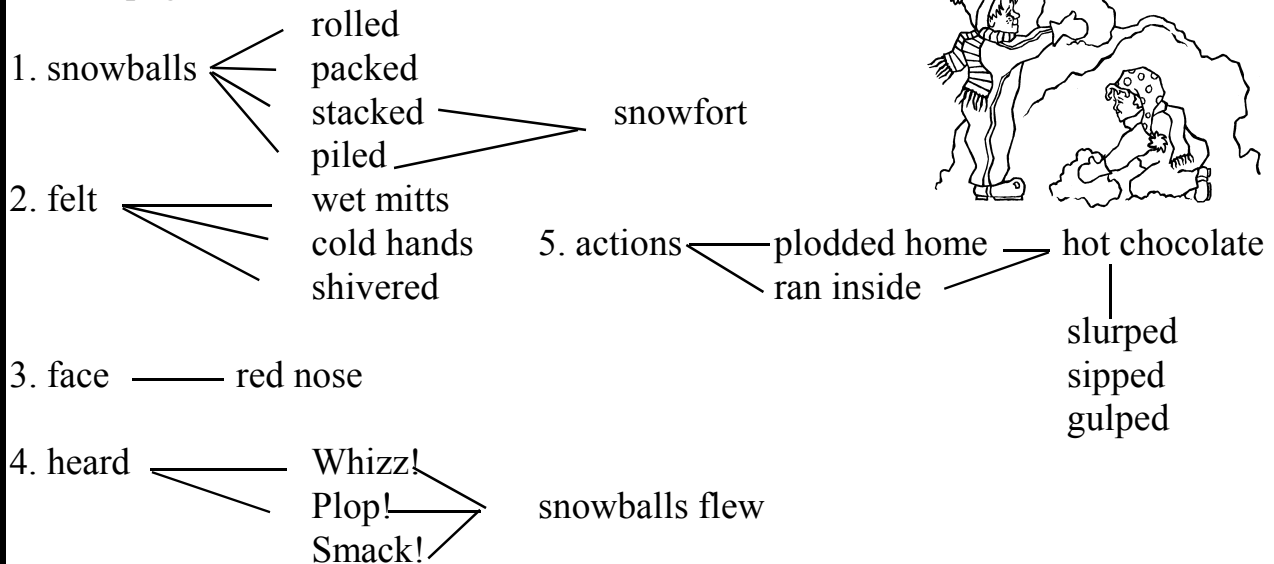 rolled
1. snowballs packed
stacked snowfort
piled
2. felt wet mitts
cold hands 5. actions plodded home hot chocolate
shivered ran inside
slurped
3. face red nose sipped
gulped
4. heard Whizz!
Plop! snowballs flew
Smack!